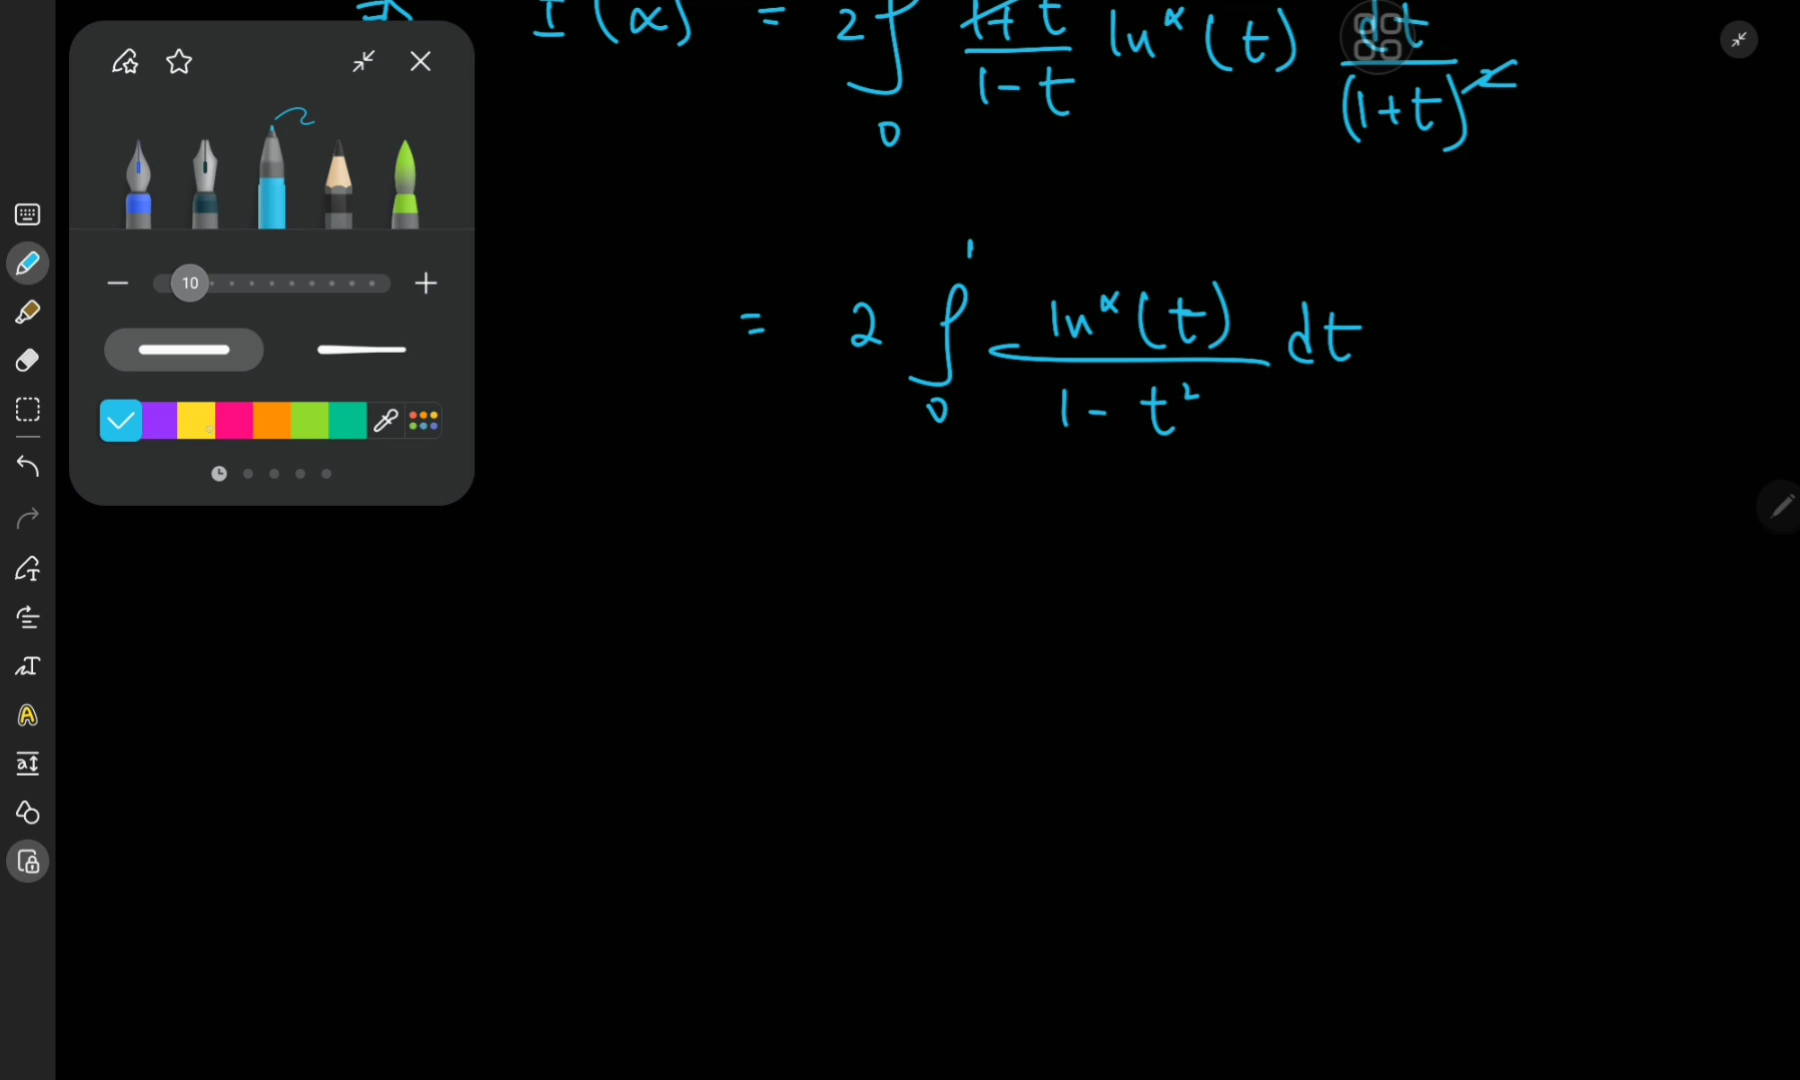 ⇒ I(α) = 2 ∫₀ (1+t)/(1-t) ln^α(t) dt/(1+t)²
= 2 ∫₀¹ ln^α(t)/(1-t²) dt
10